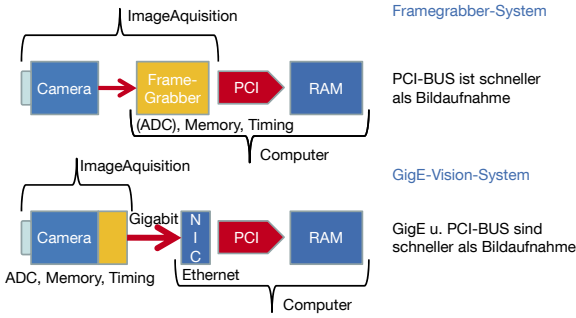 ImageAquisition
Framegrabber-System
Camera
Frame-
Grabber
PCI
RAM
PCI-BUS ist schneller
als Bildaufnahme
(ADC), Memory, Timing
Computer
ImageAquisition
GigE-Vision-System
Camera
Gigabit
N
I
C
PCI
RAM
GigE u. PCI-BUS sind
schneller als Bildaufnahme
ADC, Memory, Timing
Ethernet
Computer